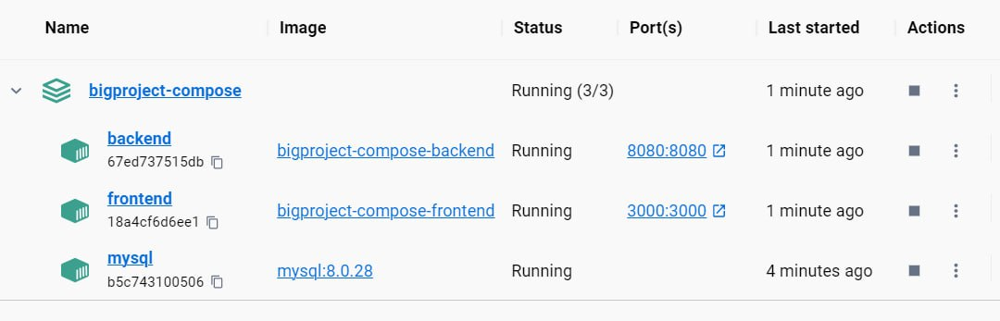 Name Image Status Port(s) Last started Actions
bigproject-compose Running (3/3) 1 minute ago
backend
67ed737515db
bigproject-compose-backend Running 8080:8080 1 minute ago
frontend
18a4cf6d6ee1
bigproject-compose-frontend Running 3000:3000 1 minute ago
mysql
b5c743100506
mysql:8.0.28 Running 4 minutes ago